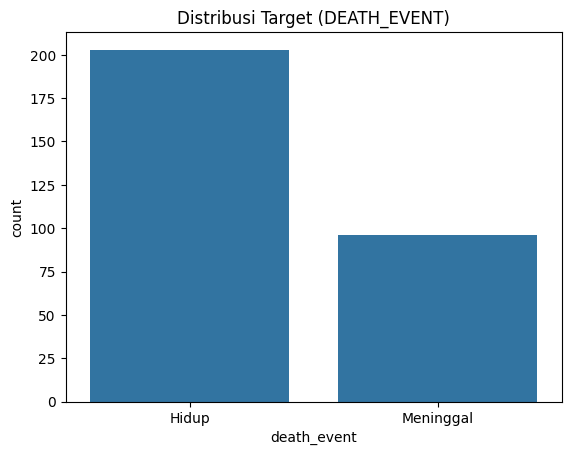 Distribusi Target (DEATH_EVENT)
200
175
150
125
100
75
50
25
0
count
Hidup
Meninggal
death_event